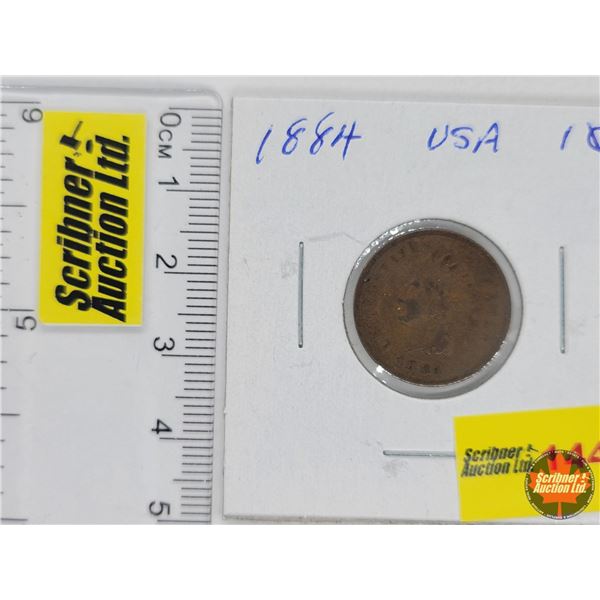 1884 USA 1¢
0CM 1 2 3 4 5
6 5
Scribner
Auction Ltd.
1884
Scribner
Auction Ltd.
Scribner
Auction Ltd.